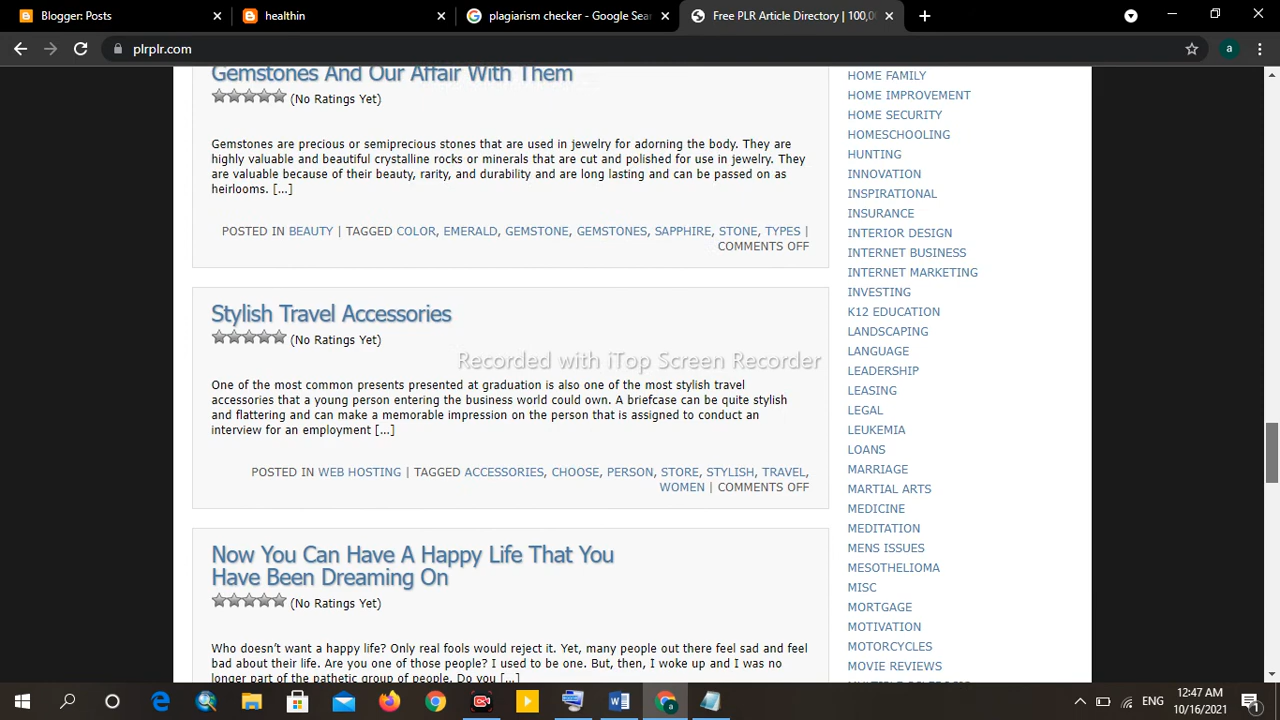 Blogger: Posts
healthin
plagiarism checker - Google Sear
Free PLR Article Directory | 100,0
plrplr.com
a
Gemstones And Our Affair With Them
(No Ratings Yet)
Gemstones are precious or semiprecious stones that are used in jewelry for adorning the body. They are
highly valuable and beautiful crystalline rocks or minerals that are cut and polished for use in jewelry. They
are valuable because of their beauty, rarity, and durability and are long lasting and can be passed on as
heirlooms. [...]
POSTED IN BEAUTY | TAGGED COLOR, EMERALD, GEMSTONE, GEMSTONES, SAPPHIRE, STONE, TYPES |
COMMENTS OFF
Stylish Travel Accessories
(No Ratings Yet)
Recorded with iTop Screen Recorder
One of the most common presents presented at graduation is also one of the most stylish travel
accessories that a young person entering the business world could own. A briefcase can be quite stylish
and flattering and can make a memorable impression on the person that is assigned to conduct an
interview for an employment [...]
POSTED IN WEB HOSTING | TAGGED ACCESSORIES, CHOOSE, PERSON, STORE, STYLISH, TRAVEL,
WOMEN | COMMENTS OFF
Now You Can Have A Happy Life That You
Have Been Dreaming On
(No Ratings Yet)
Who doesn't want a happy life? Only real fools would reject it. Yet, many people out there feel sad and feel
bad about their life. Are you one of those people? I used to be one. But, then, I woke up and I was no
longer part of the pathetic group of people. Do you [...]
HOME FAMILY
HOME IMPROVEMENT
HOME SECURITY
HOMESCHOOLING
HUNTING
INNOVATION
INSPIRATIONAL
INSURANCE
INTERIOR DESIGN
INTERNET BUSINESS
INTERNET MARKETING
INVESTING
K12 EDUCATION
LANDSCAPING
LANGUAGE
LEADERSHIP
LEASING
LEGAL
LEUKEMIA
LOANS
MARRIAGE
MARTIAL ARTS
MEDICINE
MEDITATION
MENS ISSUES
MESOTHELIOMA
MISC
MORTGAGE
MOTIVATION
MOTORCYCLES
MOVIE REVIEWS
ENG
12:47 AM
10/16/2021